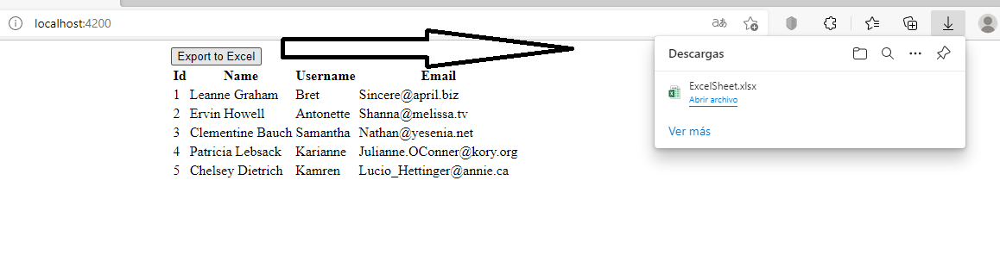 localhost:4200
aあ
Export to Excel
Id Name Username Email
1 Leanne Graham Bret Sincere@april.biz
2 Ervin Howell Antonette Shanna@melissa.tv
3 Clementine Bauch Samantha Nathan@yesenia.net
4 Patricia Lebsack Karianne Julianne.OConner@kory.org
5 Chelsey Dietrich Kamren Lucio_Hettinger@annie.ca
Descargas
ExcelSheet.xlsx
Abrir archivo
Ver más